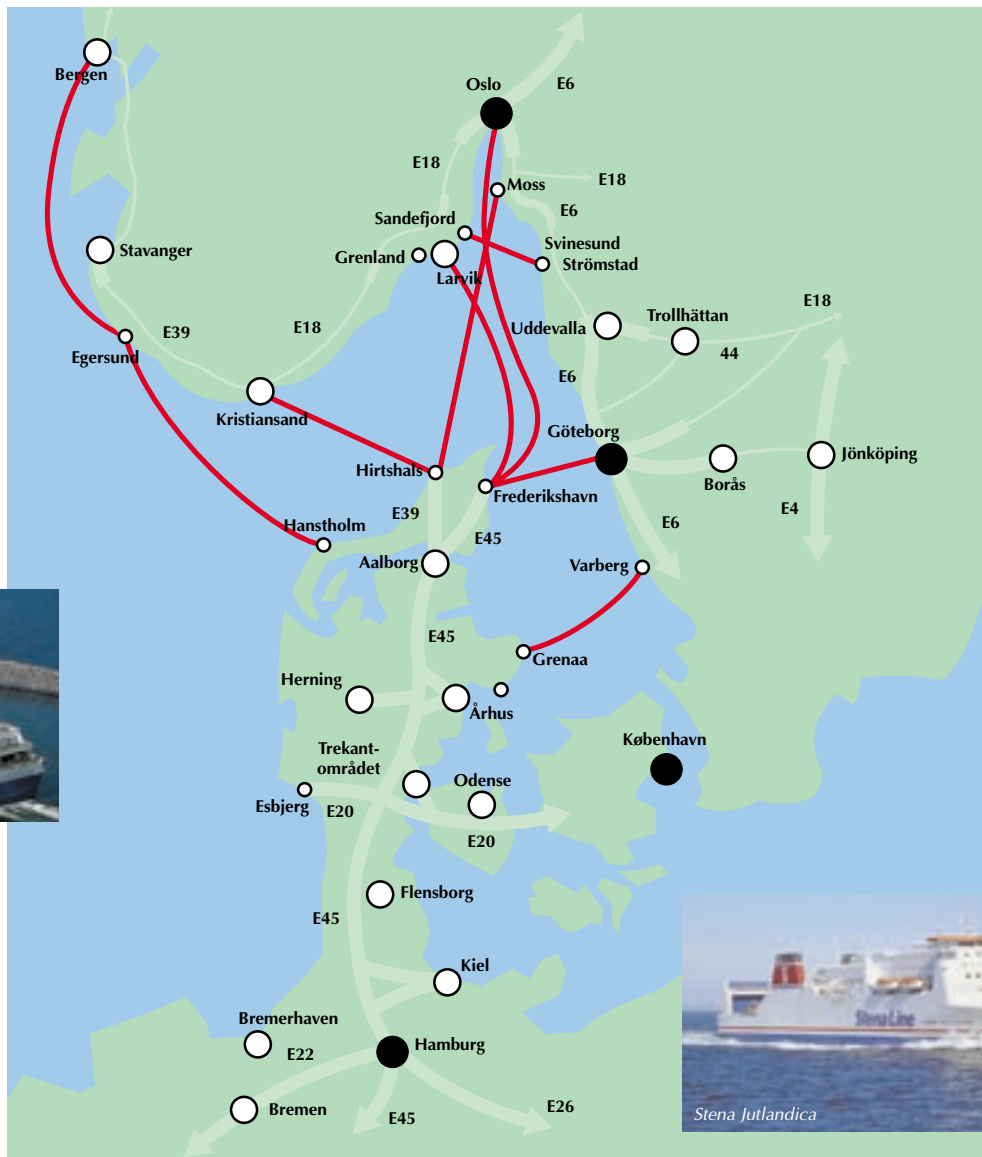 Bergen
Oslo
E6
E18
E18
Moss
E6
Sandefjord
Svinesund
Strömstad
Grenland
Larvik
Stavanger
E18
Trollhättan
Uddevalla
E39
E18
44
Egersund
E6
Kristiansand
Göteborg
Jönköping
Hirtshals
Borås
Frederikshavn
E39
E4
Hanstholm
E6
E45
Aalborg
Varberg
E45
Grenaa
Herning
Århus
København
Trekant-
området
Odense
Esbjerg
E20
E20
Flensborg
E45
Kiel
Bremerhaven
Hamburg
E22
StenaLine
Bremen
E26
E45
Stena Jutlandica